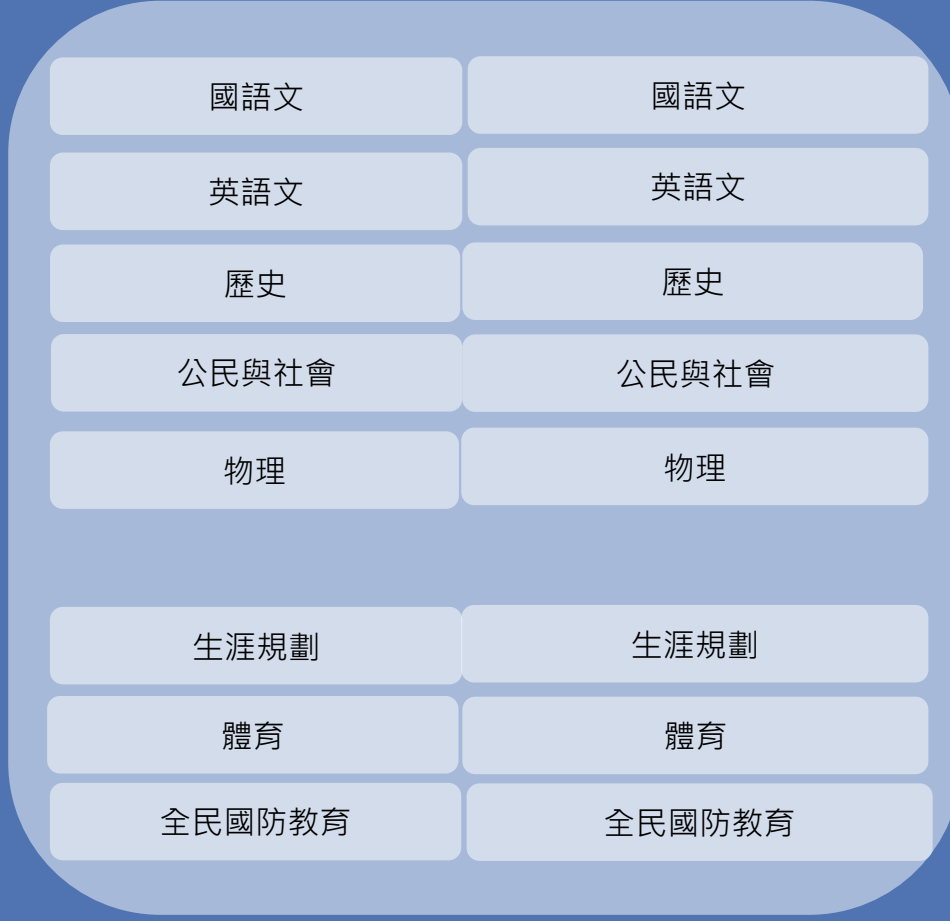 國語文 國語文
英語文 英語文
歷史 歷史
公民與社會 公民與社會
物理 物理
生涯規劃 生涯規劃
體育 體育
全民國防教育 全民國防教育